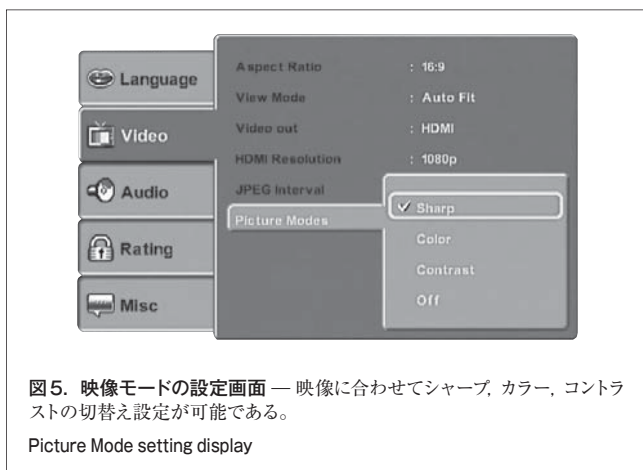 Language
Video
Audio
Rating
Misc
Aspect Ratio : 16:9
View Mode : Auto Fit
Video out : HDMI
HDMI Resolution : 1080p
JPEG Interval
Picture Modes
✓ Sharp
Color
Contrast
Off
図5. 映像モードの設定画面 — 映像に合わせてシャープ, カラー, コントラ
ストの切替え設定が可能である。
Picture Mode setting display